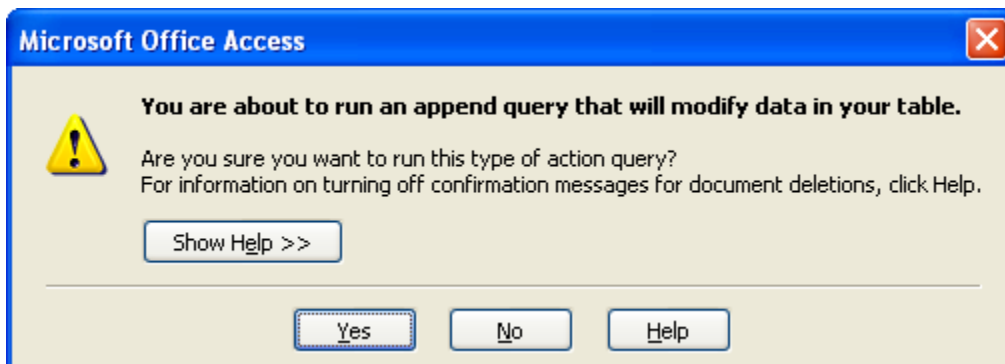 Microsoft Office Access
You are about to run an append query that will modify data in your table.
Are you sure you want to run this type of action query?
For information on turning off confirmation messages for document deletions, click Help.
Show Help >>
Yes No Help